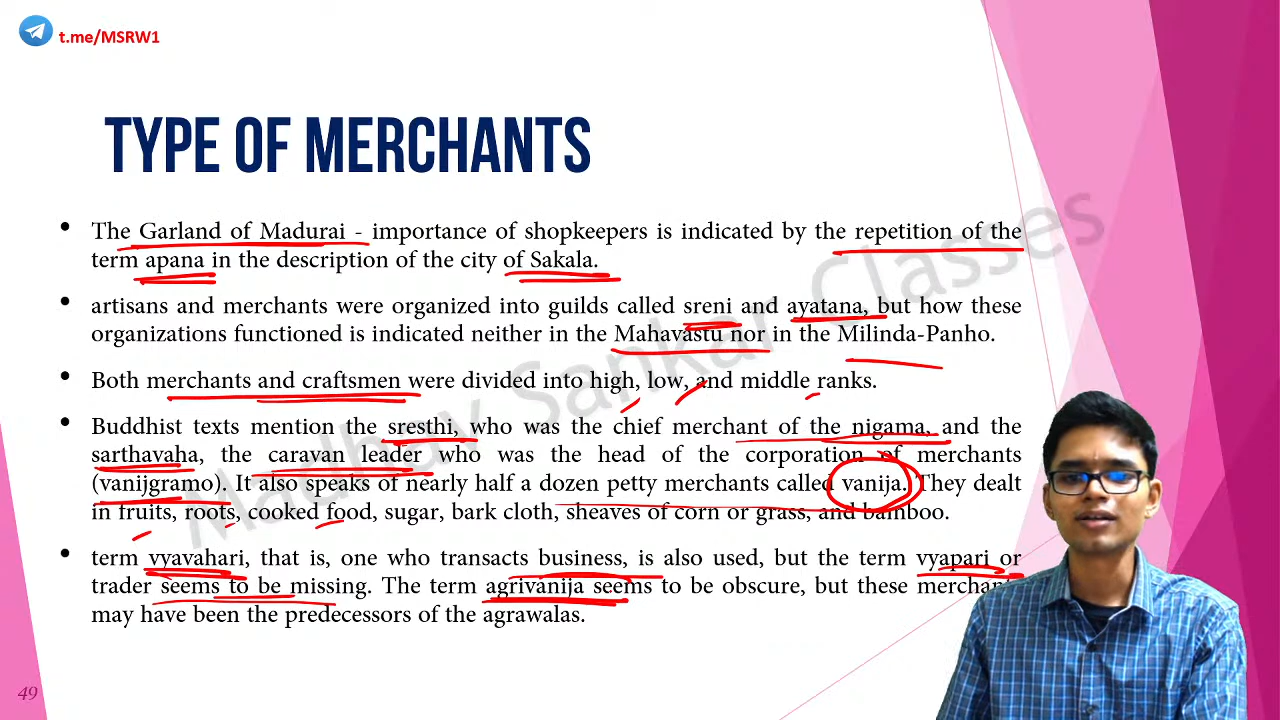 t.me/MSRW1
TYPE OF MERCHANTS
• The Garland of Madurai - importance of shopkeepers is indicated by the repetition of the
term apana in the description of the city of Sakala.
• artisans and merchants were organized into guilds called sreni and ayatana, but how these
organizations functioned is indicated neither in the Mahavastu nor in the Milinda-Panho.
• Both merchants and craftsmen were divided into high, low, and middle ranks.
• Buddhist texts mention the sresthi, who was the chief merchant of the nigama, and the
sarthavaha, the caravan leader who was the head of the corporation of merchants
(vanijgramo). It also speaks of nearly half a dozen petty merchants called vanija. They dealt
in fruits, roots, cooked food, sugar, bark cloth, sheaves of corn or grass, and bamboo.
• term vyavahari, that is, one who transacts business, is also used, but the term vyapari or
trader seems to be missing. The term agrivanija seems to be obscure, but these merchants
may have been the predecessors of the agrawalas.
Madhav Sankar Classes
49